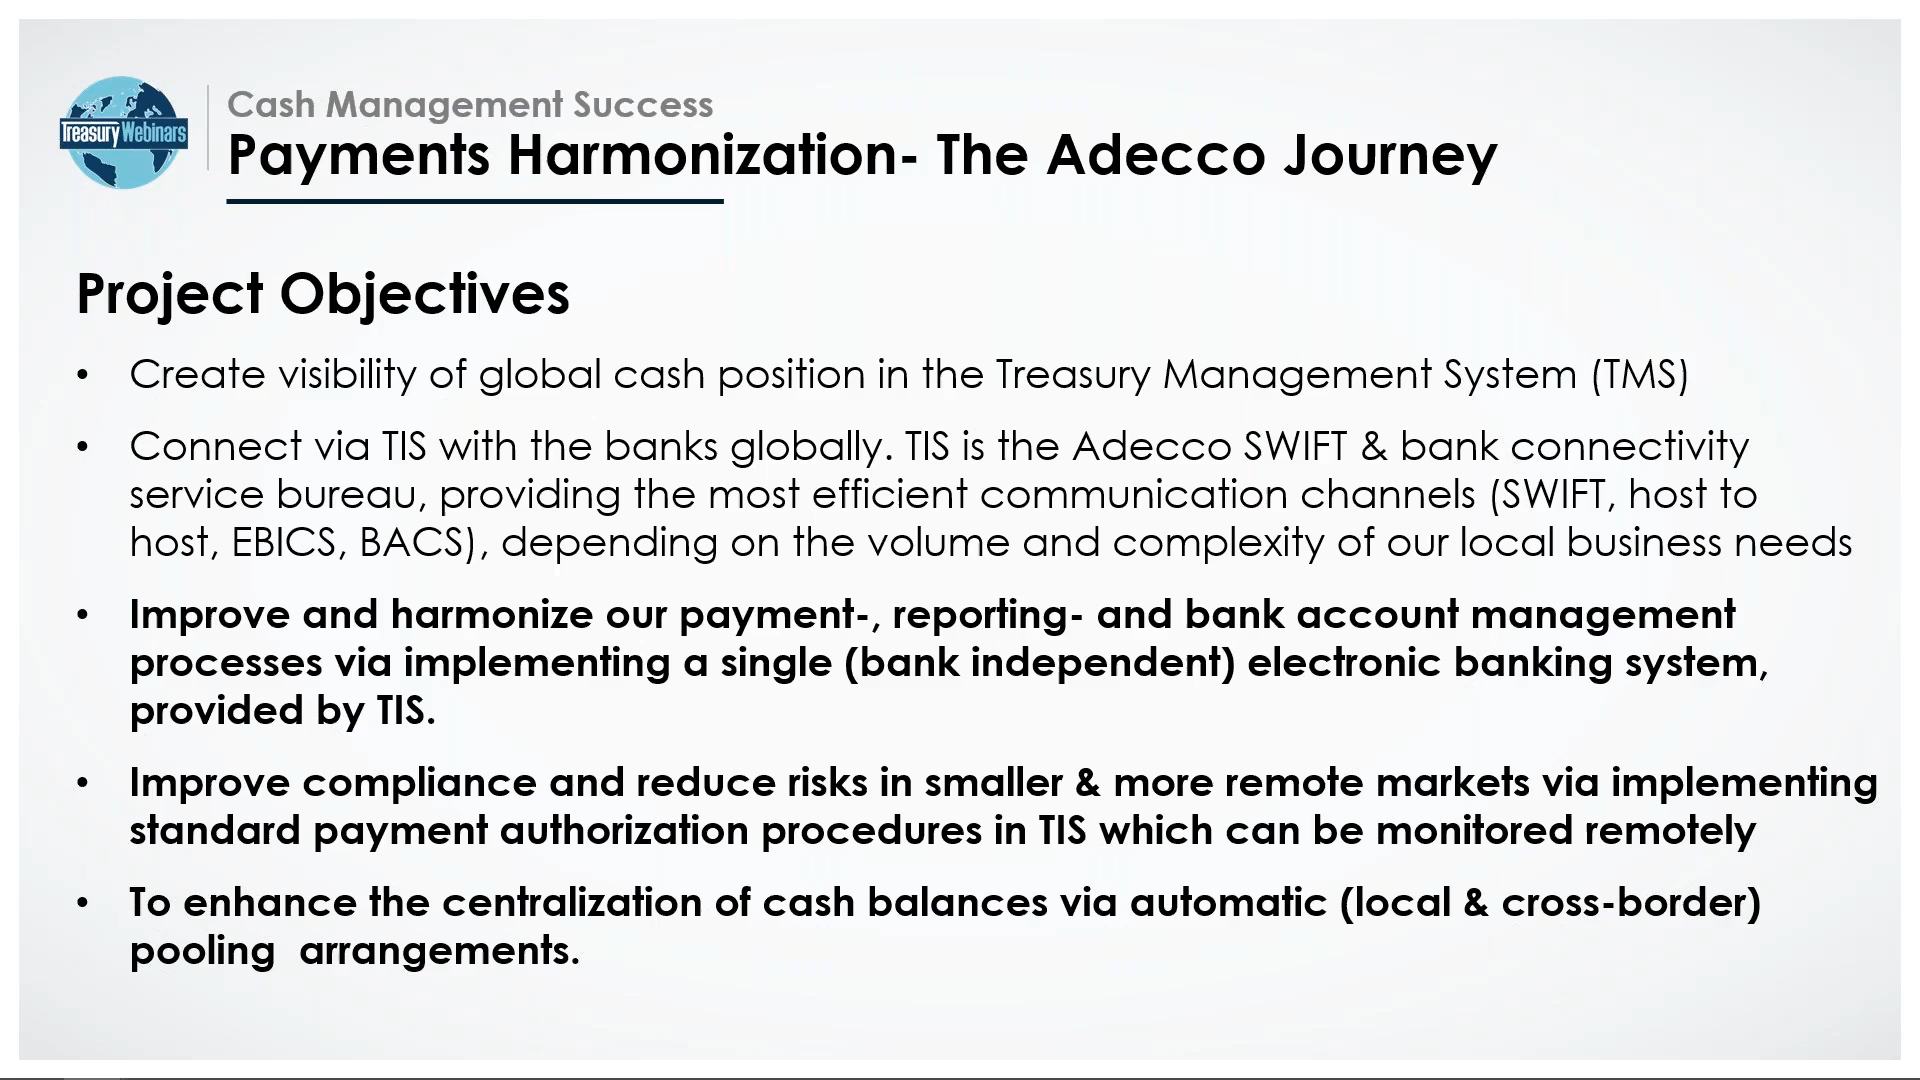 Treasury Webinars
Cash Management Success
Payments Harmonization- The Adecco Journey
Project Objectives
• Create visibility of global cash position in the Treasury Management System (TMS)
• Connect via TIS with the banks globally. TIS is the Adecco SWIFT & bank connectivity
service bureau, providing the most efficient communication channels (SWIFT, host to
host, EBICS, BACS), depending on the volume and complexity of our local business needs
• Improve and harmonize our payment-, reporting- and bank account management
processes via implementing a single (bank independent) electronic banking system,
provided by TIS.
• Improve compliance and reduce risks in smaller & more remote markets via implementing
standard payment authorization procedures in TIS which can be monitored remotely
• To enhance the centralization of cash balances via automatic (local & cross-border)
pooling  arrangements.